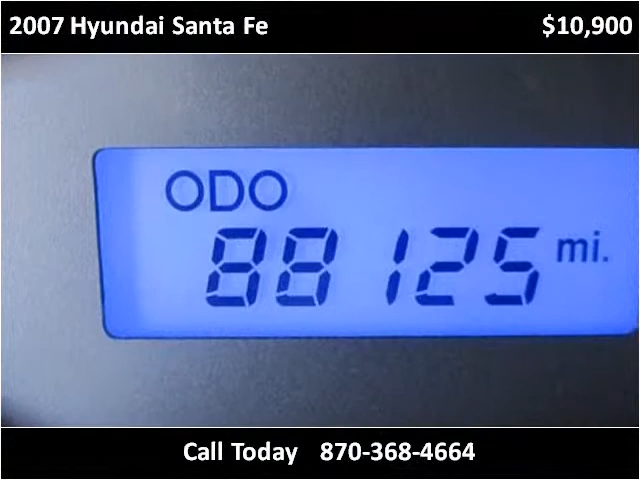 2007 Hyundai Santa Fe $10,900
ODO
88125 mi.
Call Today 870-368-4664